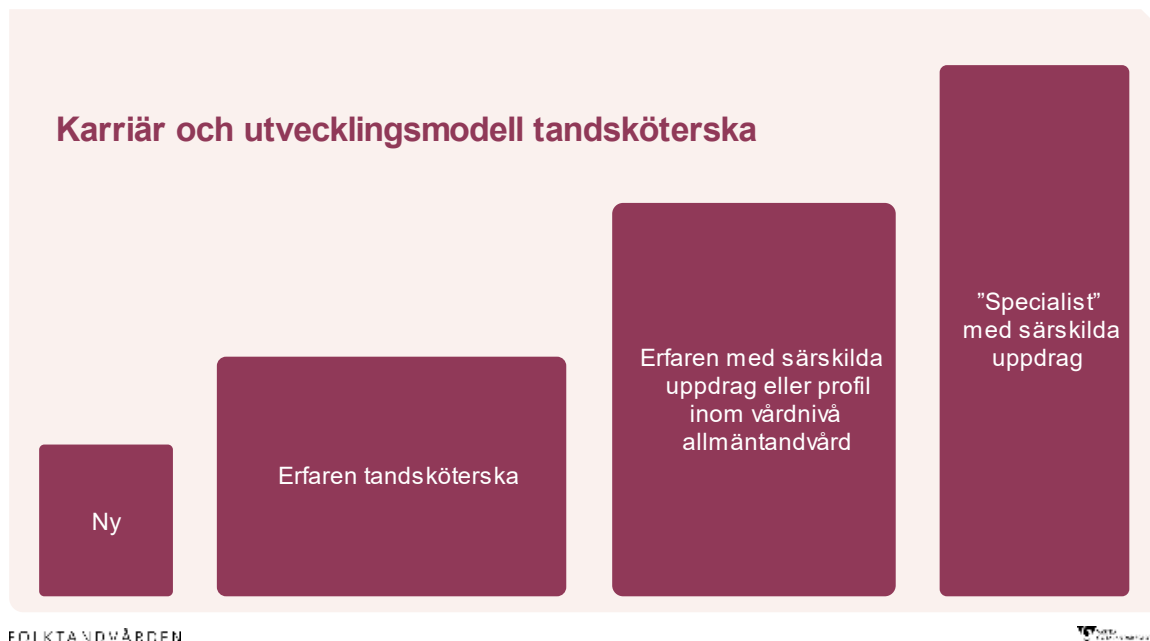 Karriär och utvecklingsmodell tandsköterska
Ny
Erfaren tandsköterska
Erfaren med särskilda
uppdrag eller profil
inom vårdnivå
allmäntandvård
”Specialist”
med särskilda
uppdrag
FOLKTANDVÅRDEN